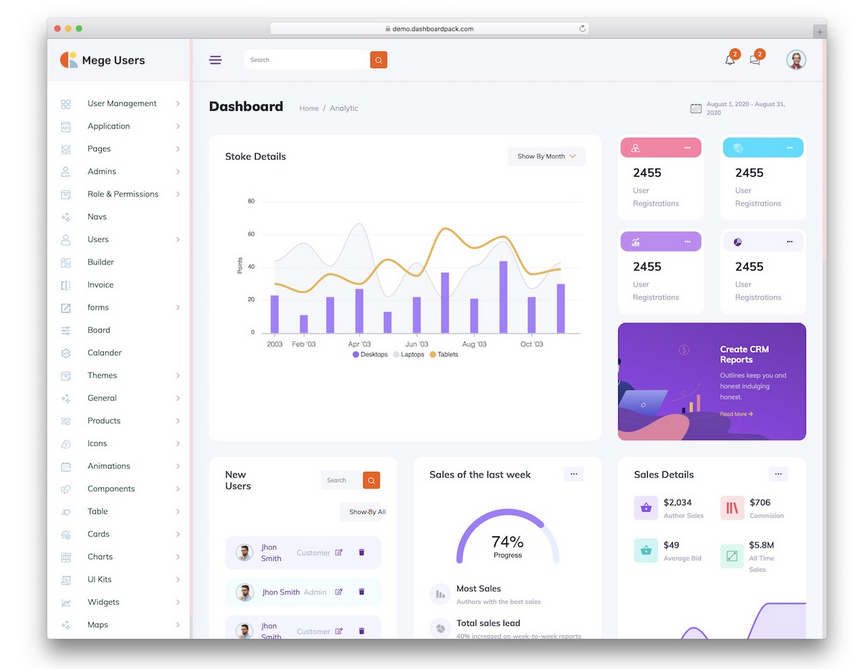 demo.dashboardpack.com
Mege Users
Search
2
2
User Management
Application
Pages
Admins
Role & Permissions
Navs
Users
Builder
Invoice
forms
Board
Calander
Themes
General
Products
Icons
Animations
Components
Table
Cards
Charts
UI Kits
Widgets
Maps
Dashboard
Home / Analytic
August 1, 2020 - August 31,
2020
Stoke Details
Show By Month
80
60
40
20
0
Points
2003 Feb '03 Apr '03 Jun '03 Aug '03 Oct '03
Desktops Laptops Tablets
2455
User
Registrations
2455
User
Registrations
2455
User
Registrations
2455
User
Registrations
Create CRM
Reports
Outlines keep you and
honest indulging
honest.
Read More
New
Users
Search
Show By All
Jhon
Smith
Customer
Jhon Smith Admin
Jhon
Smith
Customer
Sales of the last week
74%
Progress
Most Sales
Authors with the best sales
Total sales lead
40% increased on week-to-week reports
Sales Details
$2,034
Author Sales
$706
Commision
$49
Average Bid
$5.8M
All Time
Sales